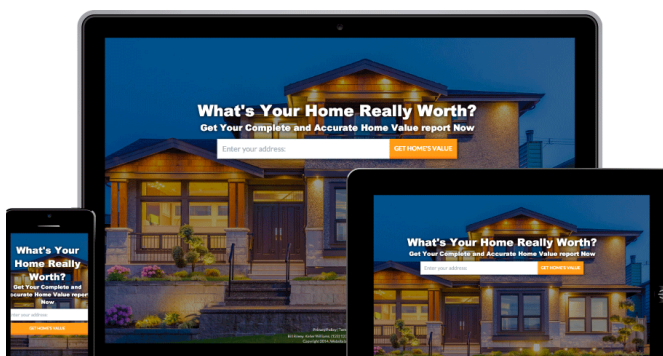 What's Your Home Really Worth?
Get Your Complete and Accurate Home Value report Now
Enter your address
GET HOME'S VALUE
What's Your
Home Really
Worth?
Get Your Complete and
ccurate Home Value report
Now
nter your address
GET HOME'S VALUE
What's Your Home Really Worth?
Get Your Complete and Accurate Home Value report Now
Enter your address
GET HOME'S VALUE